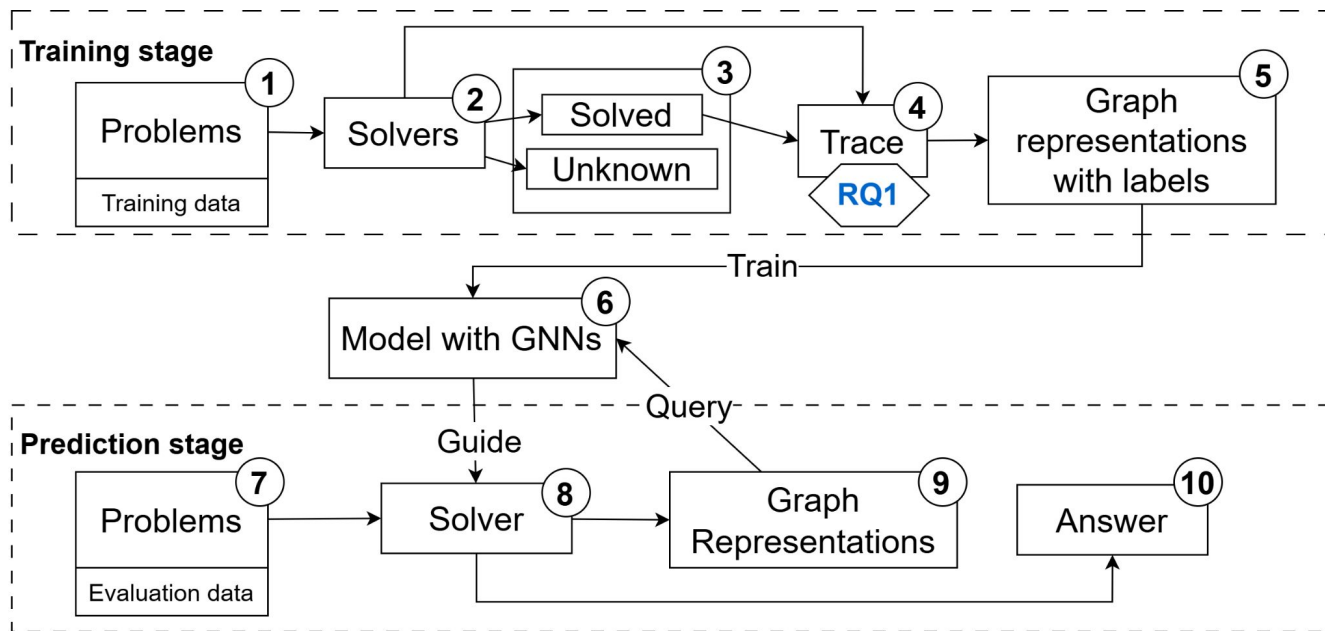 Training stage
1
Problems
Training data
2
Solvers
3
Solved
Unknown
4
Trace
RQ1
5
Graph
representations
with labels
Train
6
Model with GNNs
Query
Guide
Prediction stage
7
Problems
Evaluation data
8
Solver
9
Graph
Representations
10
Answer